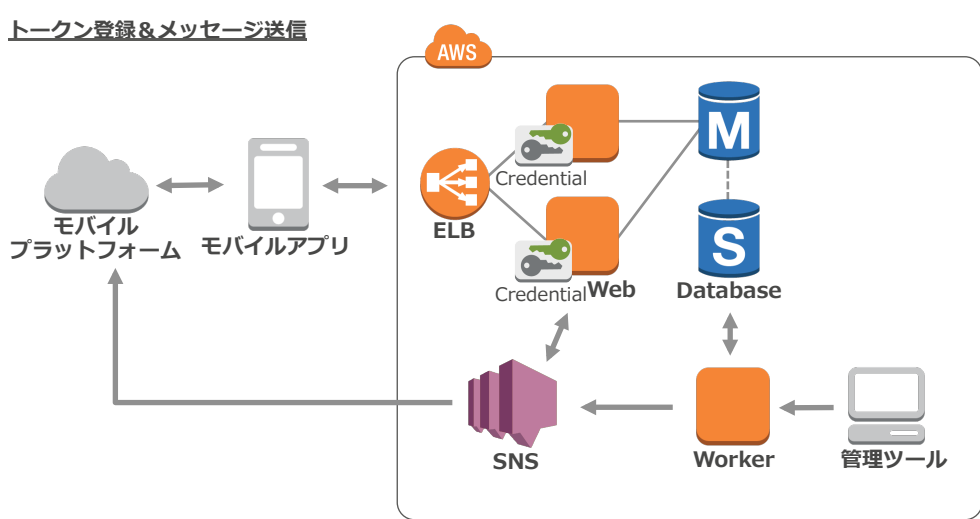 トークン登録&メッセージ送信
AWS
M
Credential
モバイル
プラットフォーム
モバイルアプリ
ELB
S
Credential
Web
Database
SNS
Worker
管理ツール